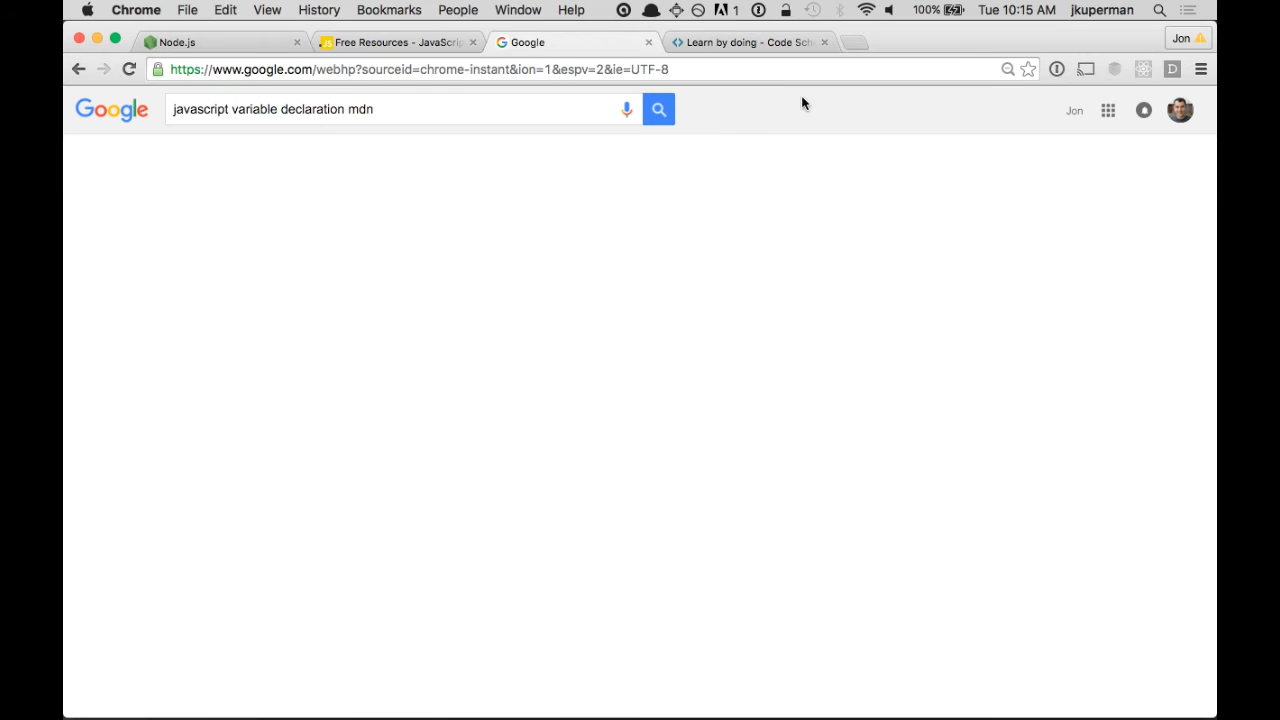 Chrome File Edit View History Bookmarks People Window Help 1 100% Tue 10:15 AM jkuperman
Node.js Free Resources - JavaScrip Google Learn by doing - Code Sch Jon
https://www.google.com/webhp?sourceid=chrome-instant&ion=1&espv=2&ie=UTF-8 D
Google javascript variable declaration mdn Jon